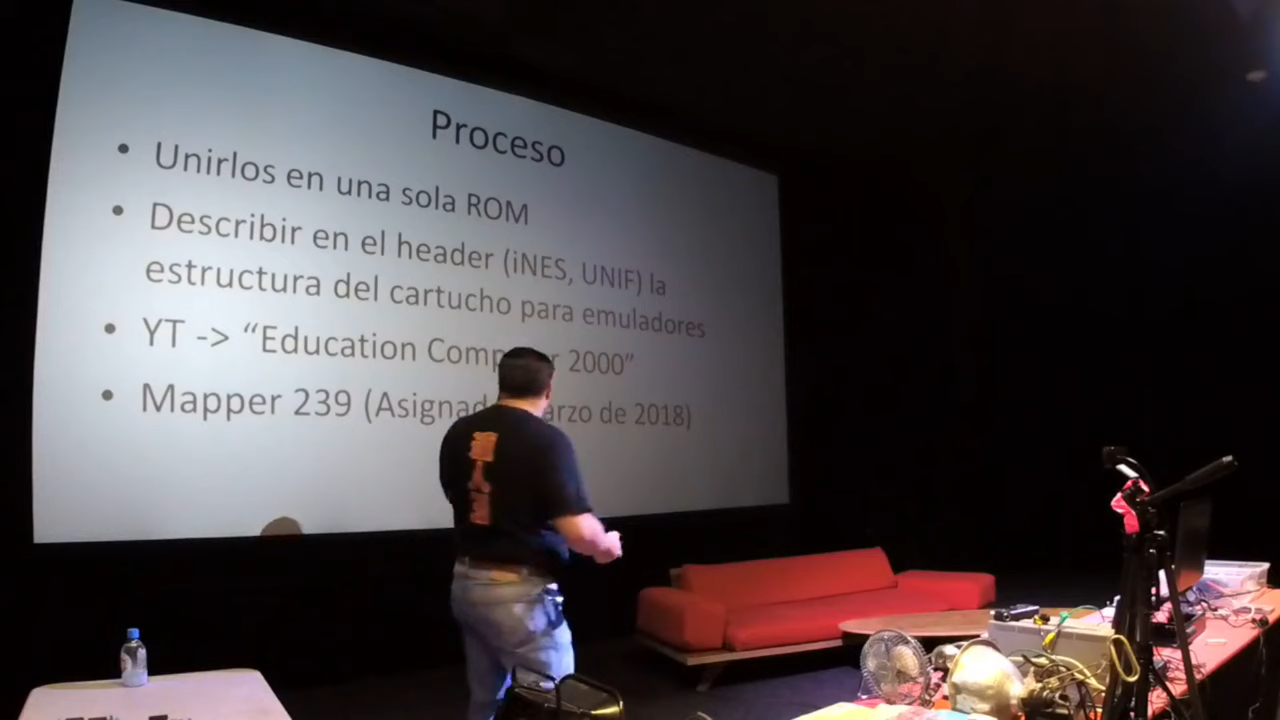 Proceso
• Unirlos en una sola ROM
• Describir en el header (iNES, UNIF) la
estructura del cartucho para emuladores
• YT -> “Education 2000”
• Mapper 239 ( de 2018)